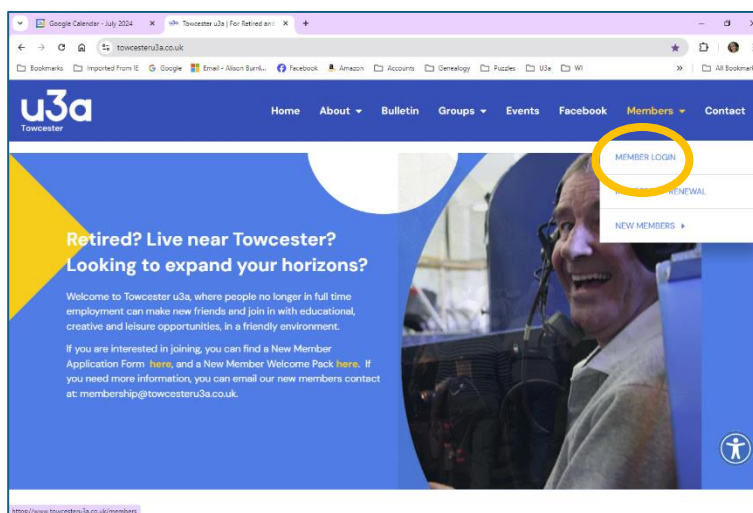 Google Calendar - July 2024
Towcester u3a | For Retired and
towcesteru3a.co.uk
Bookmarks Imported From IE Google Email - Alison Burnl... Facebook Amazon Accounts Genealogy Puzzles U3a WI » All Bookmar
u3a
Towcester
Home About Bulletin Groups Events Facebook Members Contact
MEMBER LOGIN
RENEWAL
NEW MEMBERS
Retired? Live near Towcester?
Looking to expand your horizons?
Welcome to Towcester u3a, where people no longer in full time
employment can make new friends and join in with educational,
creative and leisure opportunities, in a friendly environment.
If you are interested in joining, you can find a New Member
Application Form here, and a New Member Welcome Pack here. If
you need more information, you can email our new members contact
at: membership@towcesteru3a.co.uk.
https://www.towcesteru3a.co.uk/members